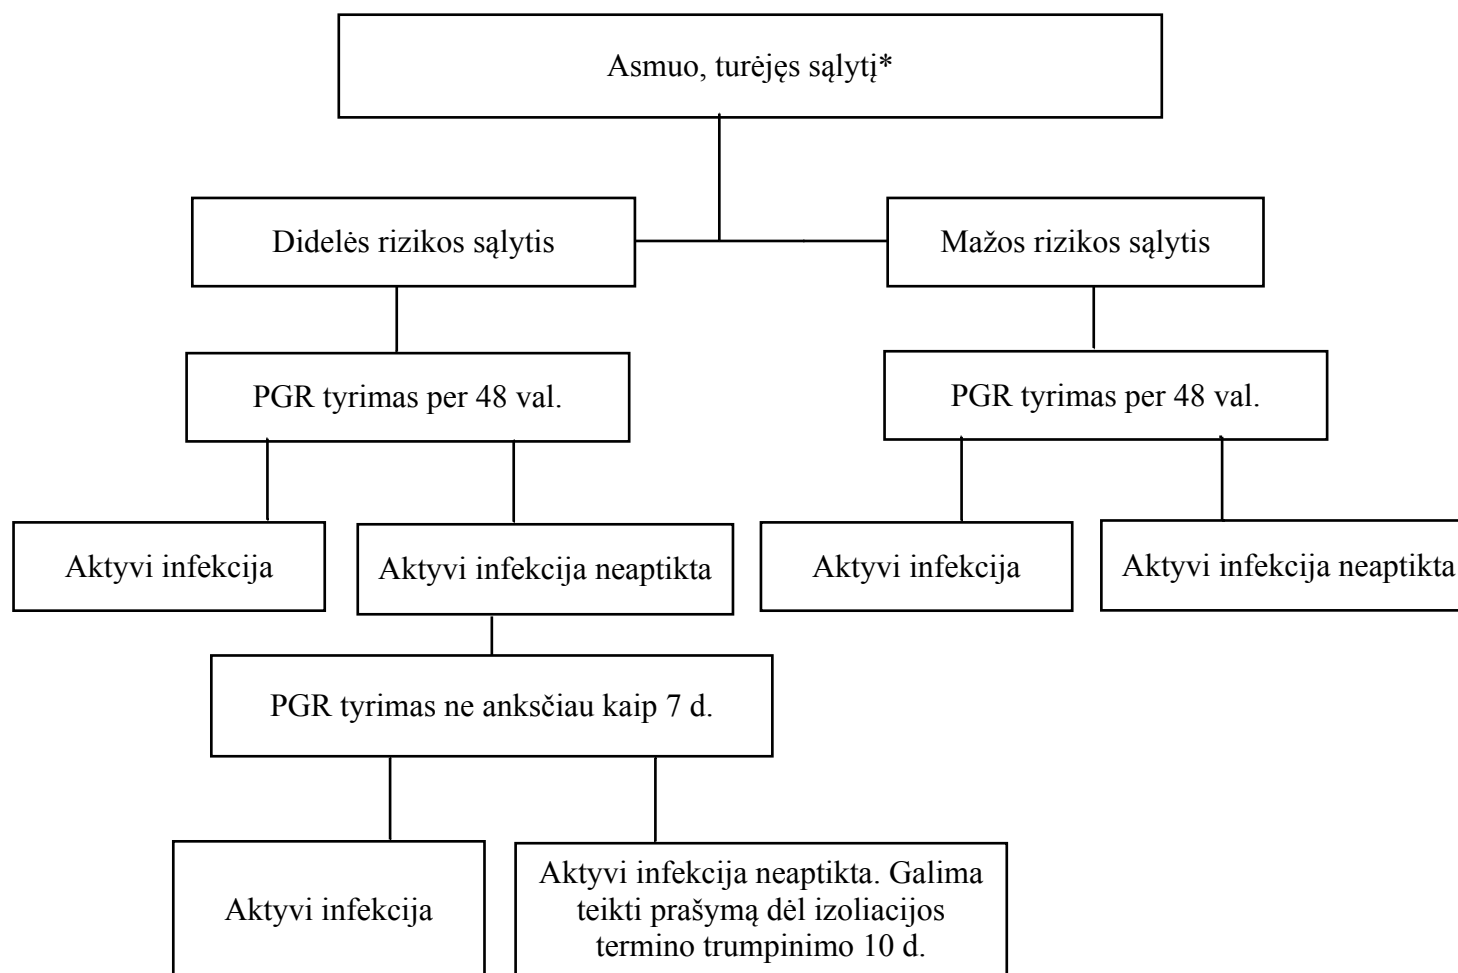 Asmuo, turėjęs sąlytį*
Didelės rizikos sąlytis
Mažos rizikos sąlytis
PGR tyrimas per 48 val.
PGR tyrimas per 48 val.
Aktyvi infekcija
Aktyvi infekcija neaptikta
Aktyvi infekcija
Aktyvi infekcija neaptikta
PGR tyrimas ne anksčiau kaip 7 d.
Aktyvi infekcija
Aktyvi infekcija neaptikta. Galima
teikti prašymą dėl izoliacijos
termino trumpinimo 10 d.